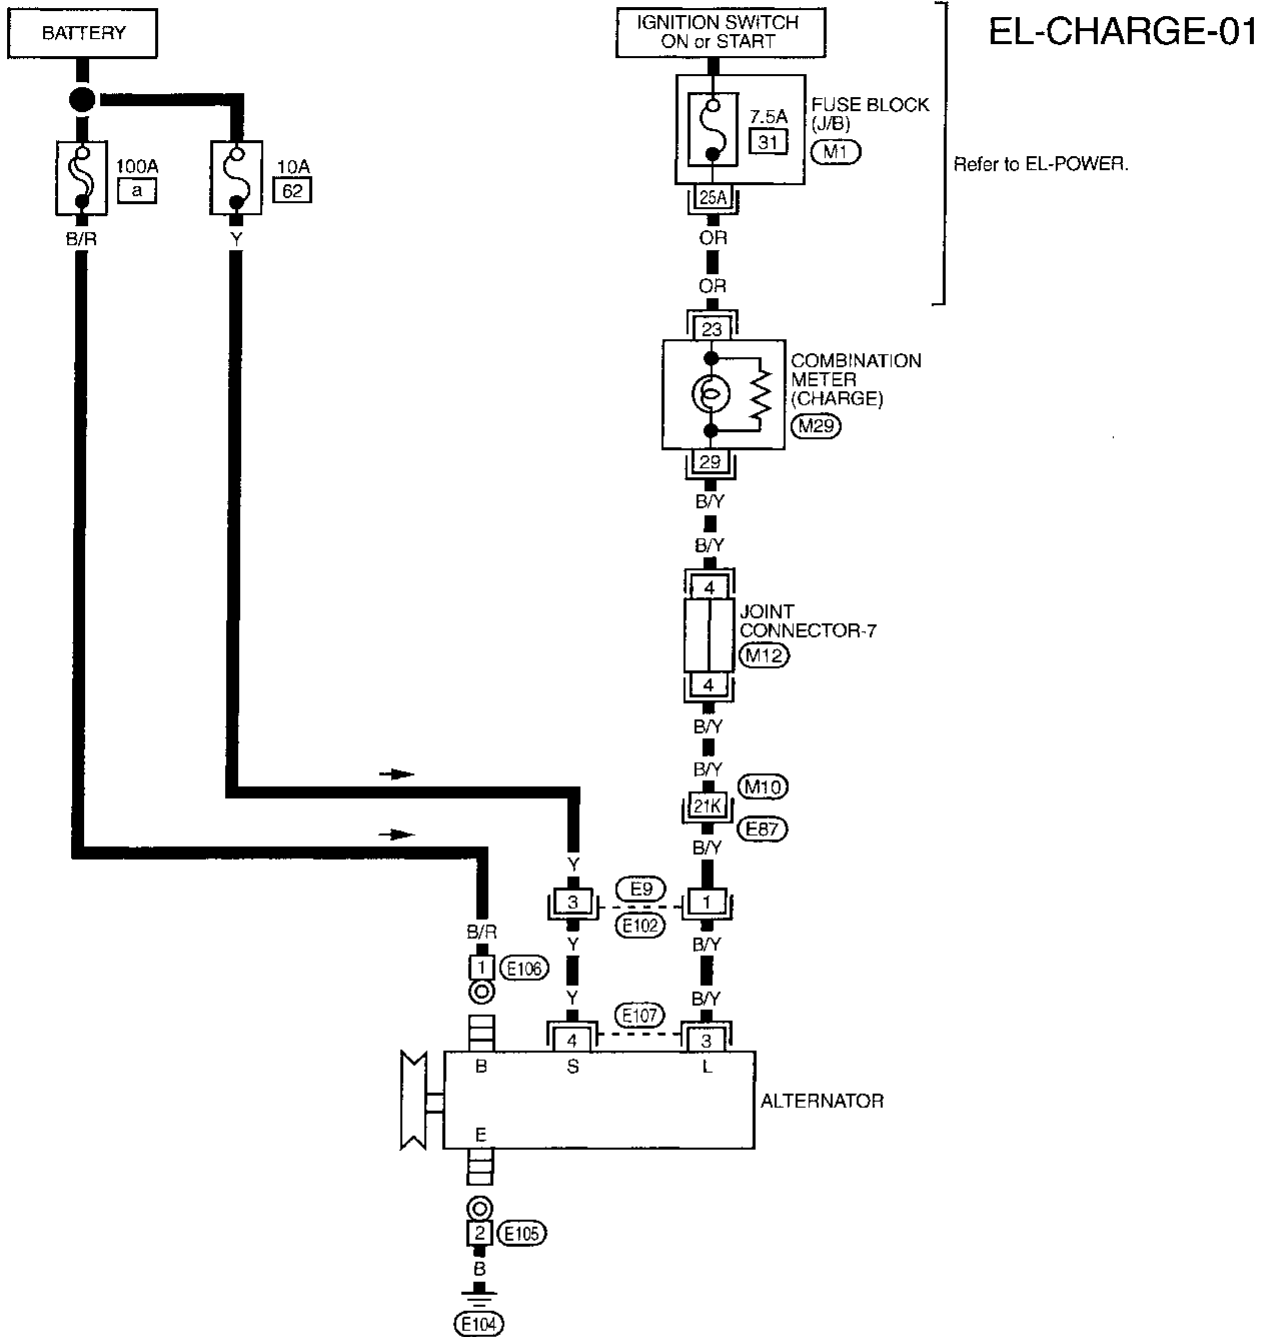 EL-CHARGE-01
BATTERY
IGNITION SWITCH
ON or START
100A
a
10A
62
7.5A
31
FUSE BLOCK
(J/B)
M1
Refer to EL-POWER.
25A
B/R
Y
OR
OR
23
COMBINATION
METER
(CHARGE)
M29
29
B/Y
B/Y
4
JOINT
CONNECTOR-7
M12
4
B/Y
B/Y
M10
21K
E87
B/Y
Y
3
E9
1
E102
B/R
Y
B/Y
1
E106
Y
B/Y
E107
4
3
B
S
L
ALTERNATOR
E
2
E105
B
E104